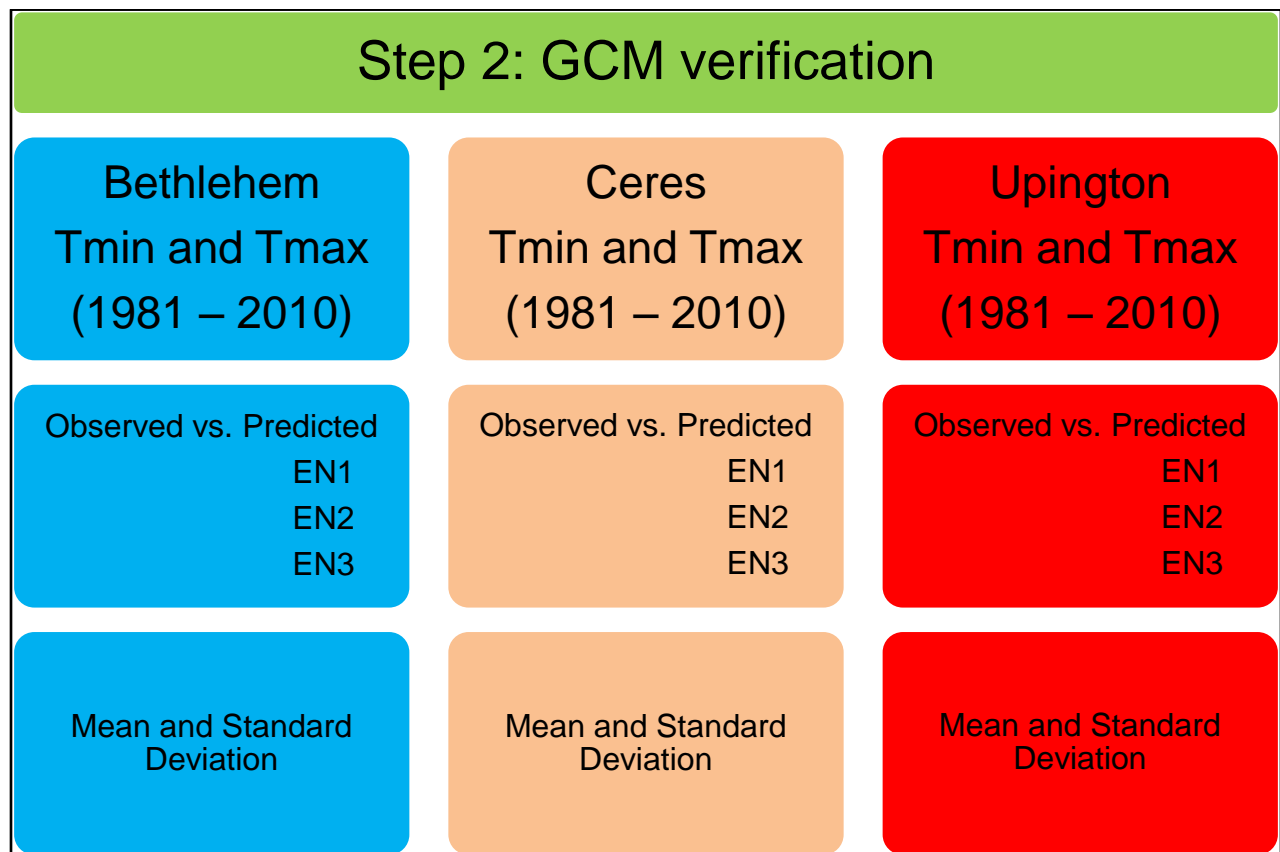 Step 2: GCM verification
Bethlehem
Tmin and Tmax
(1981 – 2010)
Ceres
Tmin and Tmax
(1981 – 2010)
Upington
Tmin and Tmax
(1981 – 2010)
Observed vs. Predicted
EN1
EN2
EN3
Observed vs. Predicted
EN1
EN2
EN3
Observed vs. Predicted
EN1
EN2
EN3
Mean and Standard
Deviation
Mean and Standard
Deviation
Mean and Standard
Deviation